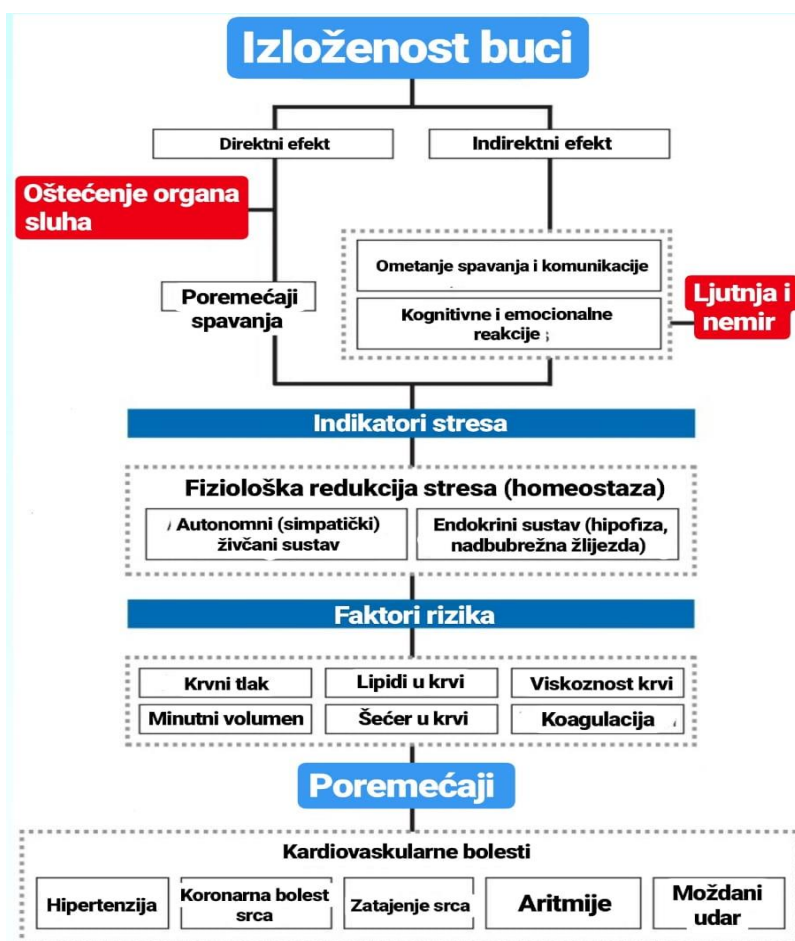 Izloženost buci
Direktni efekt
Indirektni efekt
Oštećenje organa
sluha
Ometanje spavanja i komunikacije
Poremećaji
spavanja
Kognitivne i emocionalne
reakcije ;
Ljutnja i
nemir
Indikatori stresa
Fiziološka redukcija stresa (homeostaza)
Autonomni (simpatički)
živčani sustav
Endokrini sustav (hipofiza,
nadbubrežna žlijezda)
Faktori rizika
Krvni tlak
Lipidi u krvi
Viskoznost krvi
Minutni volumen
Šećer u krvi
Koagulacija
Poremećaji
Kardiovaskularne bolesti
Hipertenzija
Koronarna bolest
srca
Zatajenje srca
Aritmije
Moždani
udar